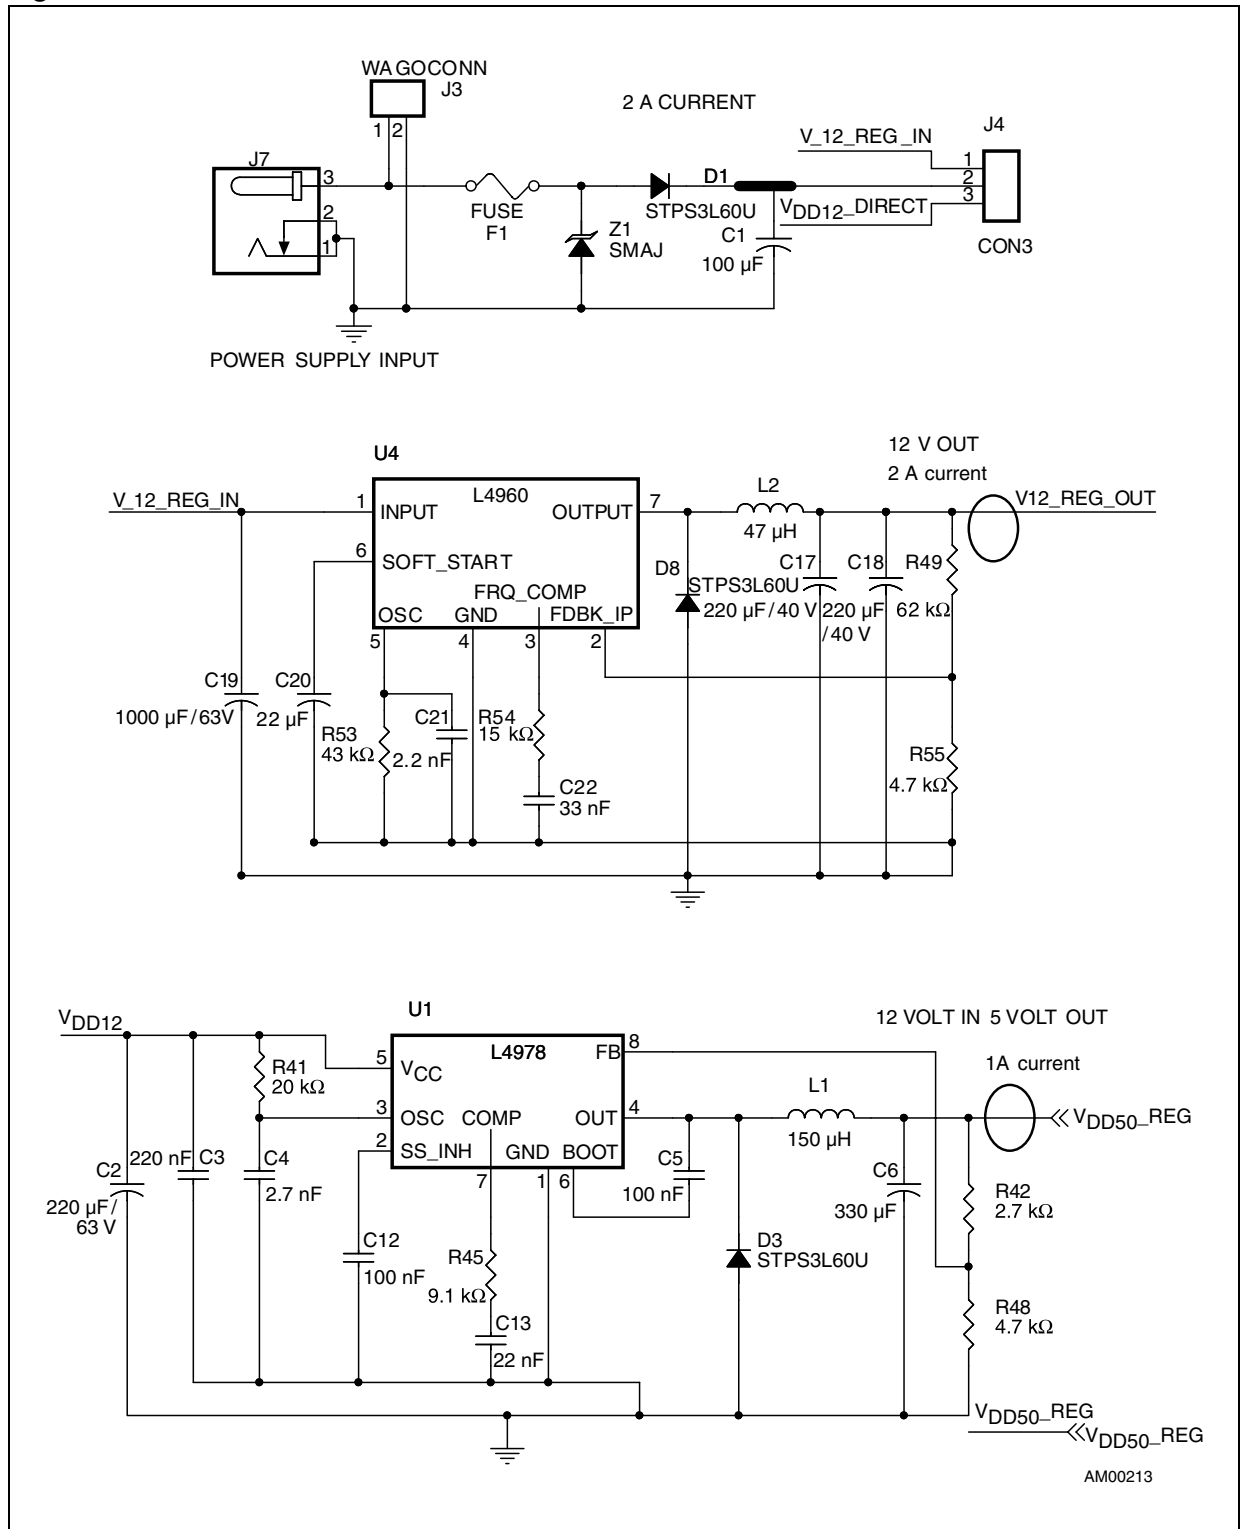 WAGOCONN
J3
2 A CURRENT
1 2
J7
3
2
1
FUSE
F1
Z1
SMAJ
D1
STPS3L60U
C1
100 µF
V_12_REG_IN
VDD12_DIRECT
J4
1
2
3
CON3
POWER SUPPLY INPUT
U4
L4960
V_12_REG_IN
1
INPUT
OUTPUT
7
6
SOFT_START
FRQ_COMP
OSC
GND
FDBK_IP
5
4
3
2
L2
47 µH
12 V OUT
2 A current
V12_REG_OUT
D8
STPS3L60U
C17
220 µF/40 V
C18
220 µF
/40 V
R49
62 kΩ
C19
1000 µF/63V
C20
22 µF
R53
43 kΩ
C21
2.2 nF
R54
15 kΩ
C22
33 nF
R55
4.7 kΩ
U1
L4978
12 VOLT IN 5 VOLT OUT
VDD12
5
VCC
FB
8
1A current
R41
20 kΩ
3
OSC
COMP
OUT
4
L1
150 µH
VDD50_REG
2
SS_INH
GND
BOOT
7
1
6
C2
220 µF/
63 V
220 nF
C3
C4
2.7 nF
C5
100 nF
C6
330 µF
R42
2.7 kΩ
C12
100 nF
R45
9.1 kΩ
C13
22 nF
D3
STPS3L60U
R48
4.7 kΩ
VDD50_REG
VDD50_REG
AM00213